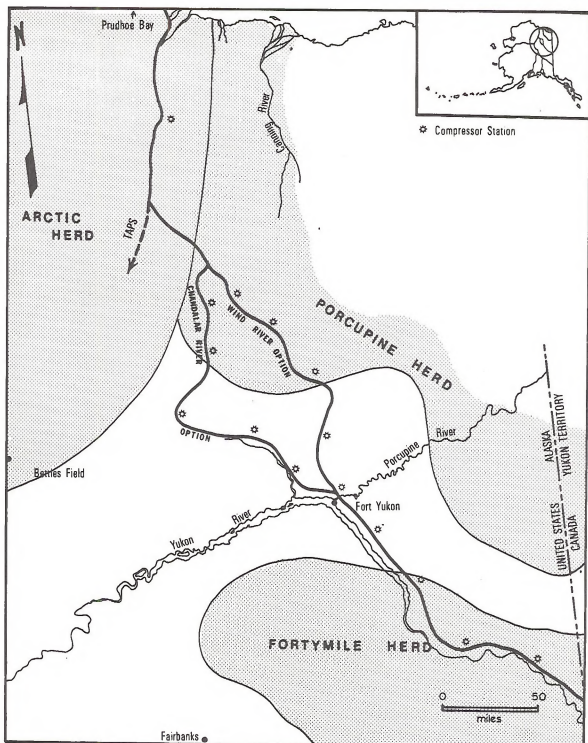 Prudhoe Bay
N
Canning
River
Compressor Station
ARCTIC
HERD
TAPS
CHANDALAR RIVER
OPTION
WIND RIVER OPTION
PORCUPINE HERD
Porcupine
River
ALASKA
YUKON TERRITORY
Bettles Field
Fort Yukon
Yukon
River
UNITED STATES
CANADA
FORTYMILE HERD
0 50
miles
Fairbanks